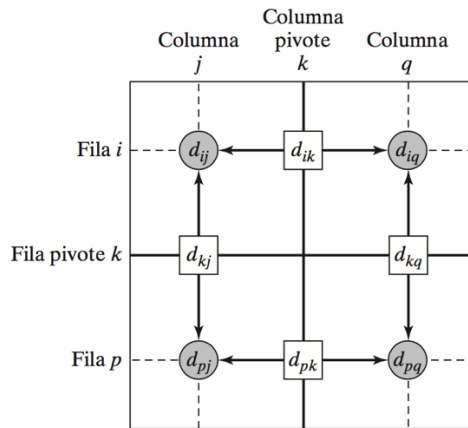 Columna
Columna pivote Columna
j k q
Fila i d_ij d_ik d_iq
Fila pivote k d_kj d_kq
Fila p d_pj d_pk d_pq